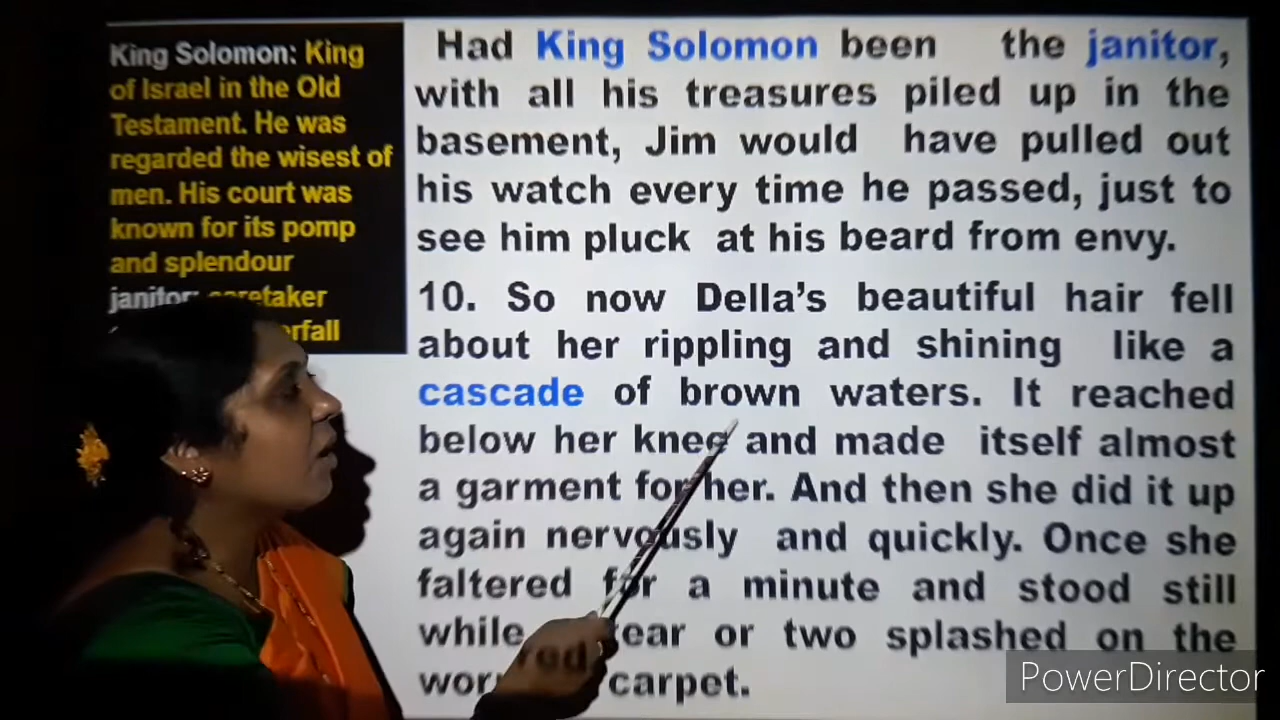 King Solomon: King
of Israel in the Old
Testament. He was
regarded the wisest of
men. His court was
known for its pomp
and splendour
janitor: caretaker
Had King Solomon been the janitor,
with all his treasures piled up in the
basement, Jim would have pulled out
his watch every time he passed, just to
see him pluck at his beard from envy.
10. So now Della's beautiful hair fell
about her rippling and shining like a
cascade of brown waters. It reached
below her knee and made itself almost
a garment for her. And then she did it up
again nervously and quickly. Once she
faltered for a minute and stood still
while tear or two splashed on the
red carpet.
PowerDirector